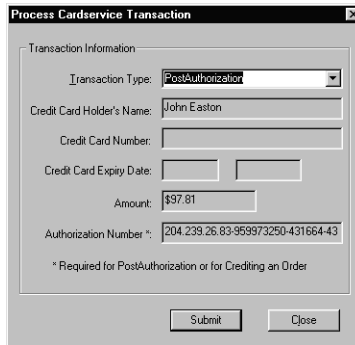 Process Cardservice Transaction
Transaction Information
Transaction Type: PostAuthorization
Credit Card Holder's Name: John Easton
Credit Card Number:
Credit Card Expiry Date:
Amount: $97.81
Authorization Number *: 204.239.26.83-959973250-431664-43
* Required for PostAuthorization or for Crediting an Order
Submit Close